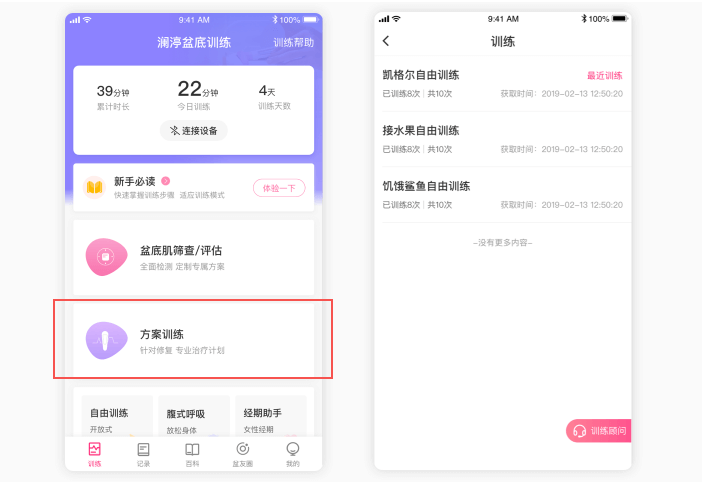 9:41 AM
100%
澜渟盆底训练
训练帮助
39分钟
累计时长
22分钟
今日训练
4天
训练天数
连接设备
新手必读
快速掌握训练步骤 适应训练模式
体验一下
盆底肌筛查/评估
全面检测 定制专属方案
方案训练
针对修复 专业治疗计划
自由训练
开放式
腹式呼吸
放松身体
经期助手
女性经期
训练
记录
百科
盆友圈
我的
9:41 AM
100%
训练
凯格尔自由训练
最近训练
已训练8次 | 共10次
获取时间：2019-02-13 12:50:20
接水果自由训练
已训练8次 | 共10次
获取时间：2019-02-13 12:50:20
饥饿鲨鱼自由训练
已训练8次 | 共10次
获取时间：2019-02-13 12:50:20
~没有更多内容~
训练顾问